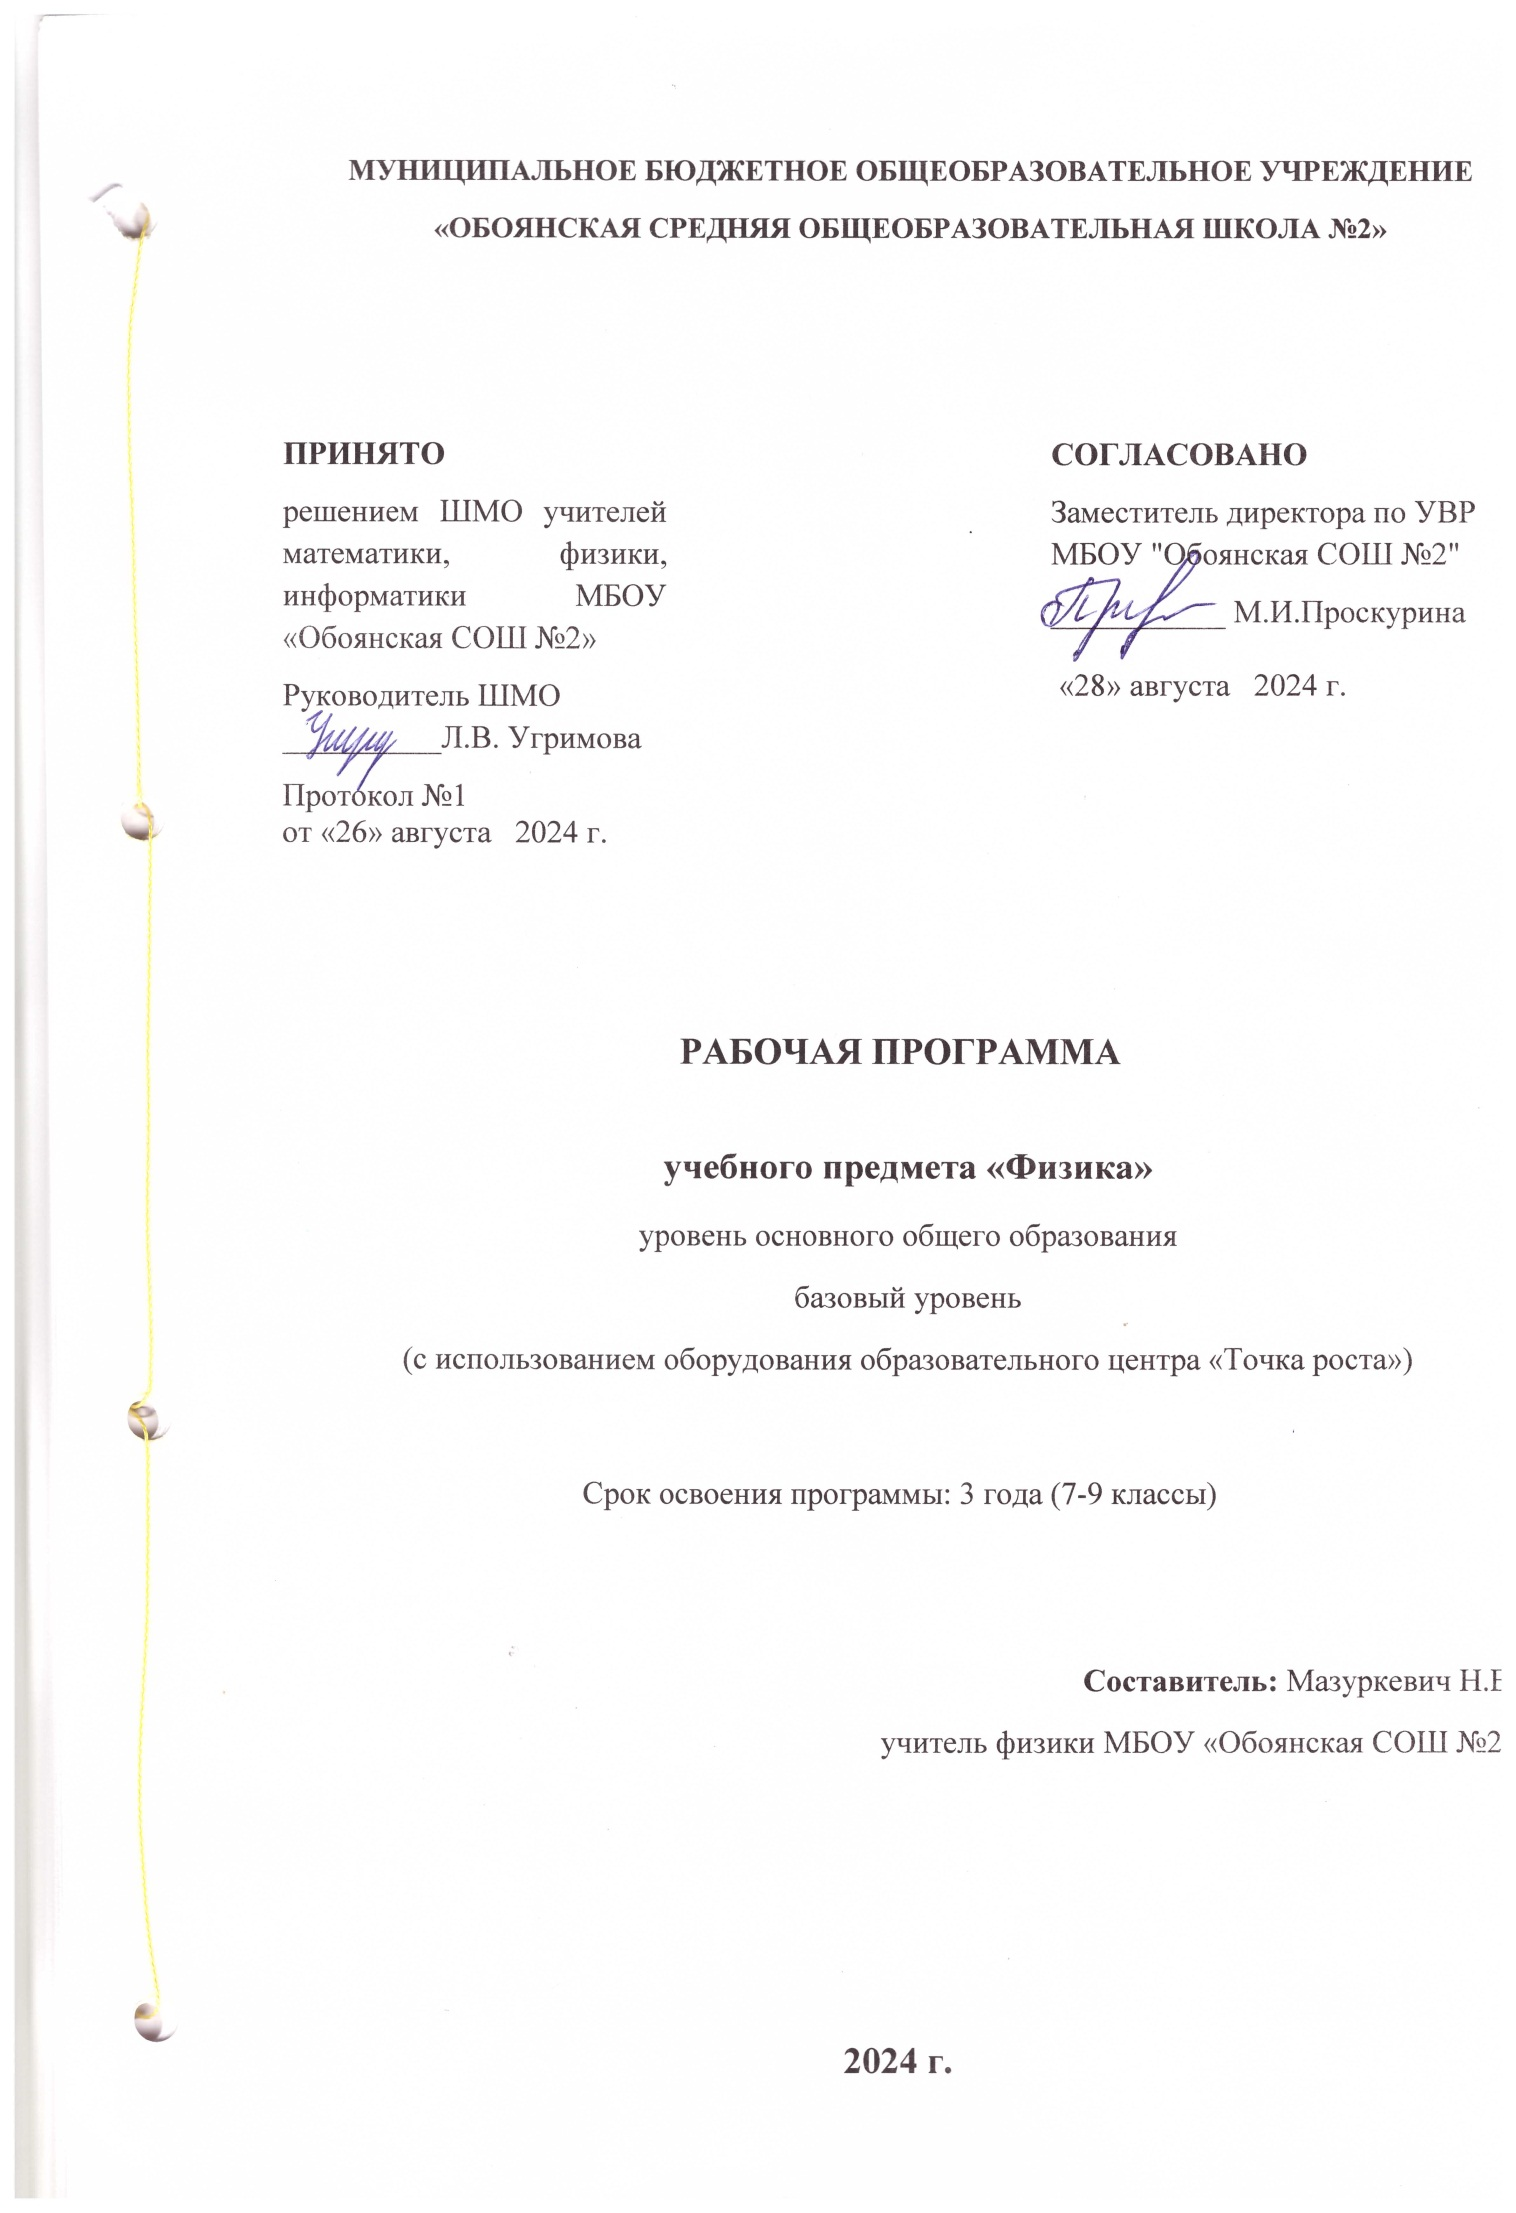 МУНИЦИПАЛЬНОЕ БЮДЖЕТНОЕ ОБЩЕОБРАЗОВАТЕЛЬНОЕ УЧРЕЖДЕНИЕ
«ОБОЯНСКАЯ СРЕДНЯЯ ОБЩЕОБРАЗОВАТЕЛЬНАЯ ШКОЛА №2»
ПРИНЯТО
решением ШМО учителей
математики, физики,
информатики МБОУ
«Обоянская СОШ №2»
Руководитель ШМО
__________Л.В. Угримова
Протокол №1
от «26» августа 2024 г.
СОГЛАСОВАНО
Заместитель директора по УВР
МБОУ "Обоянская СОШ №2"
___________ М.И.Проскурина
«28» августа 2024 г.
РАБОЧАЯ ПРОГРАММА
учебного предмета «Физика»
уровень основного общего образования
базовый уровень
(с использованием оборудования образовательного центра «Точка роста»)
Срок освоения программы: 3 года (7-9 классы)
Составитель: Мазуркевич Н.
учитель физики МБОУ «Обоянская СОШ №2
2024 г.